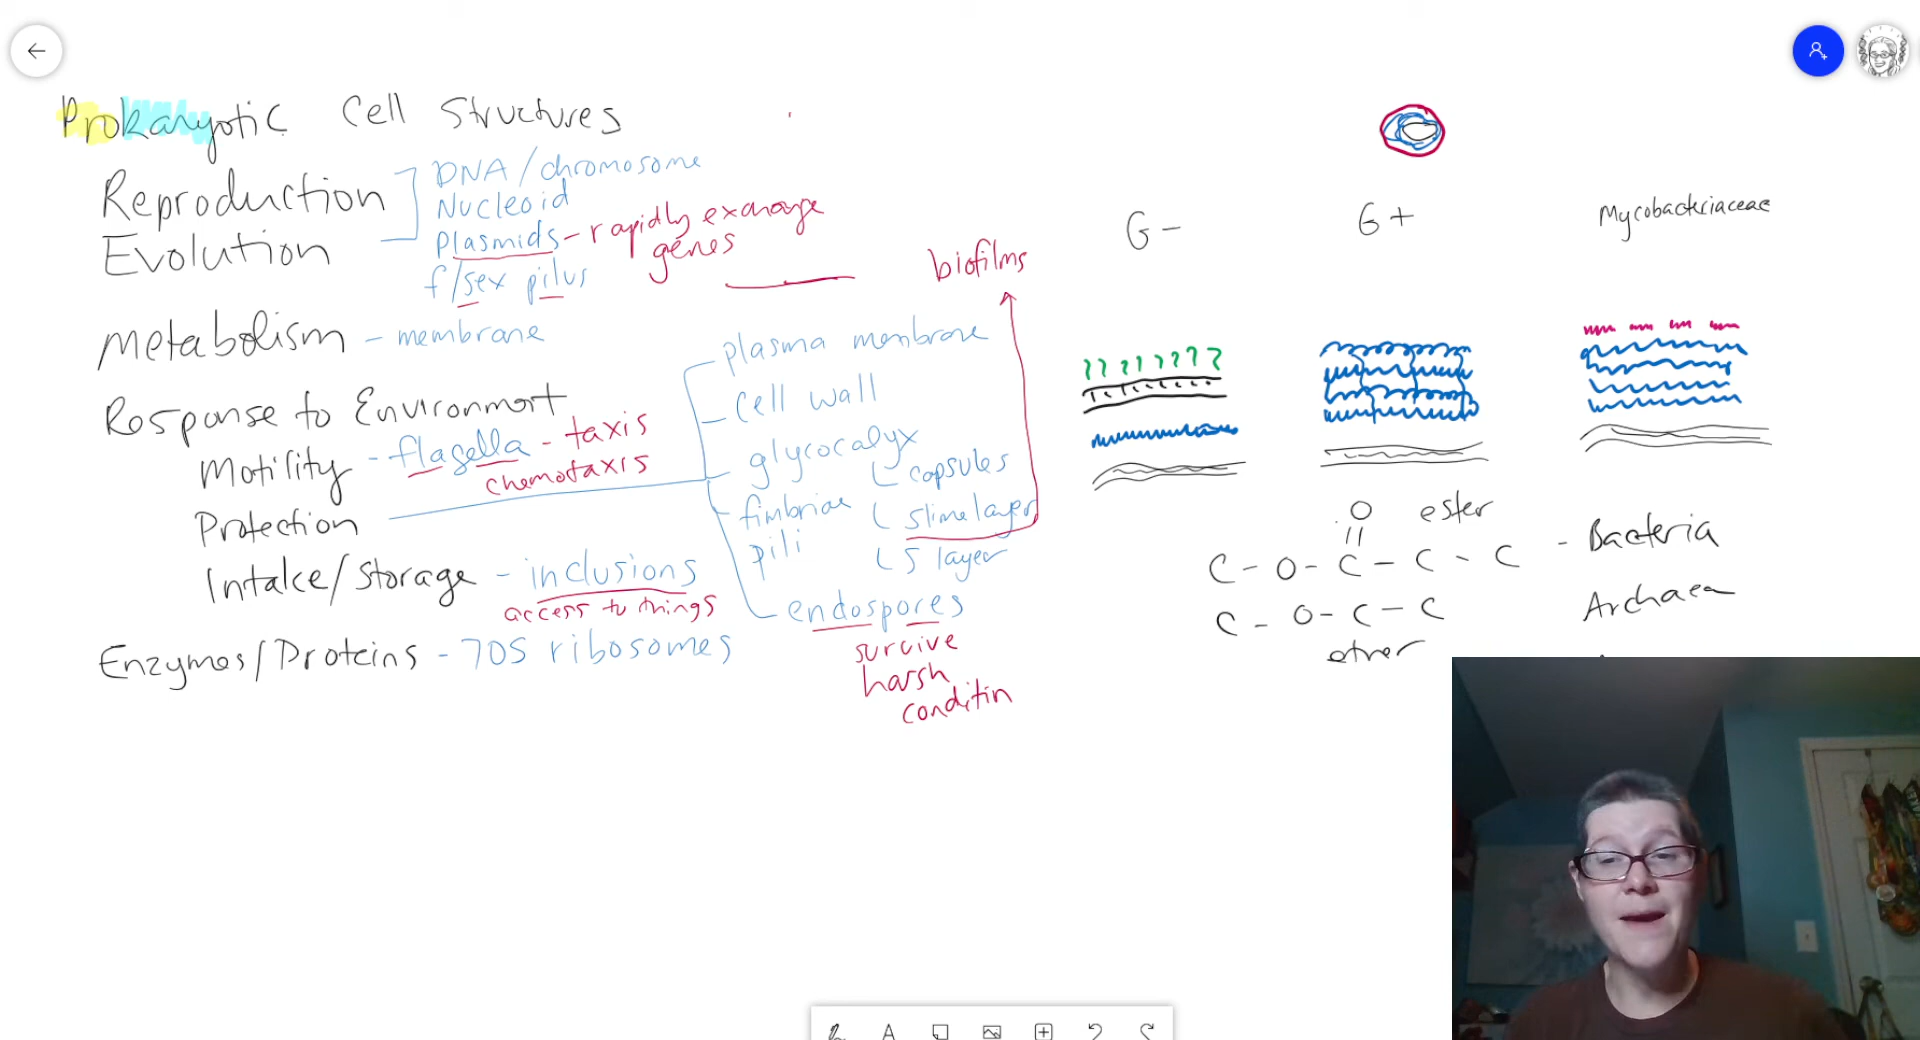 Prokaryotic Cell Structures
Reproduction
Evolution
DNA/chromosome
Nucleoid
Plasmids - rapidly exchange
genes
f/sex pilus
Metabolism - membrane
Response to Environment
Motility - flagella - taxis
chemotaxis
Protection
plasma membrane
cell wall
glycocalyx
capsules
slime layer
S layer
biofilms
fimbriae
pili
endospores
survive
harsh
condition
Intake/Storage - inclusions
access to things
Enzymes/Proteins - 70S ribosomes
G-
G+
Mycobacteriaceae
O ester
C - O - C - C - C - Bacteria
C - O - C - C Archaea
ether
A